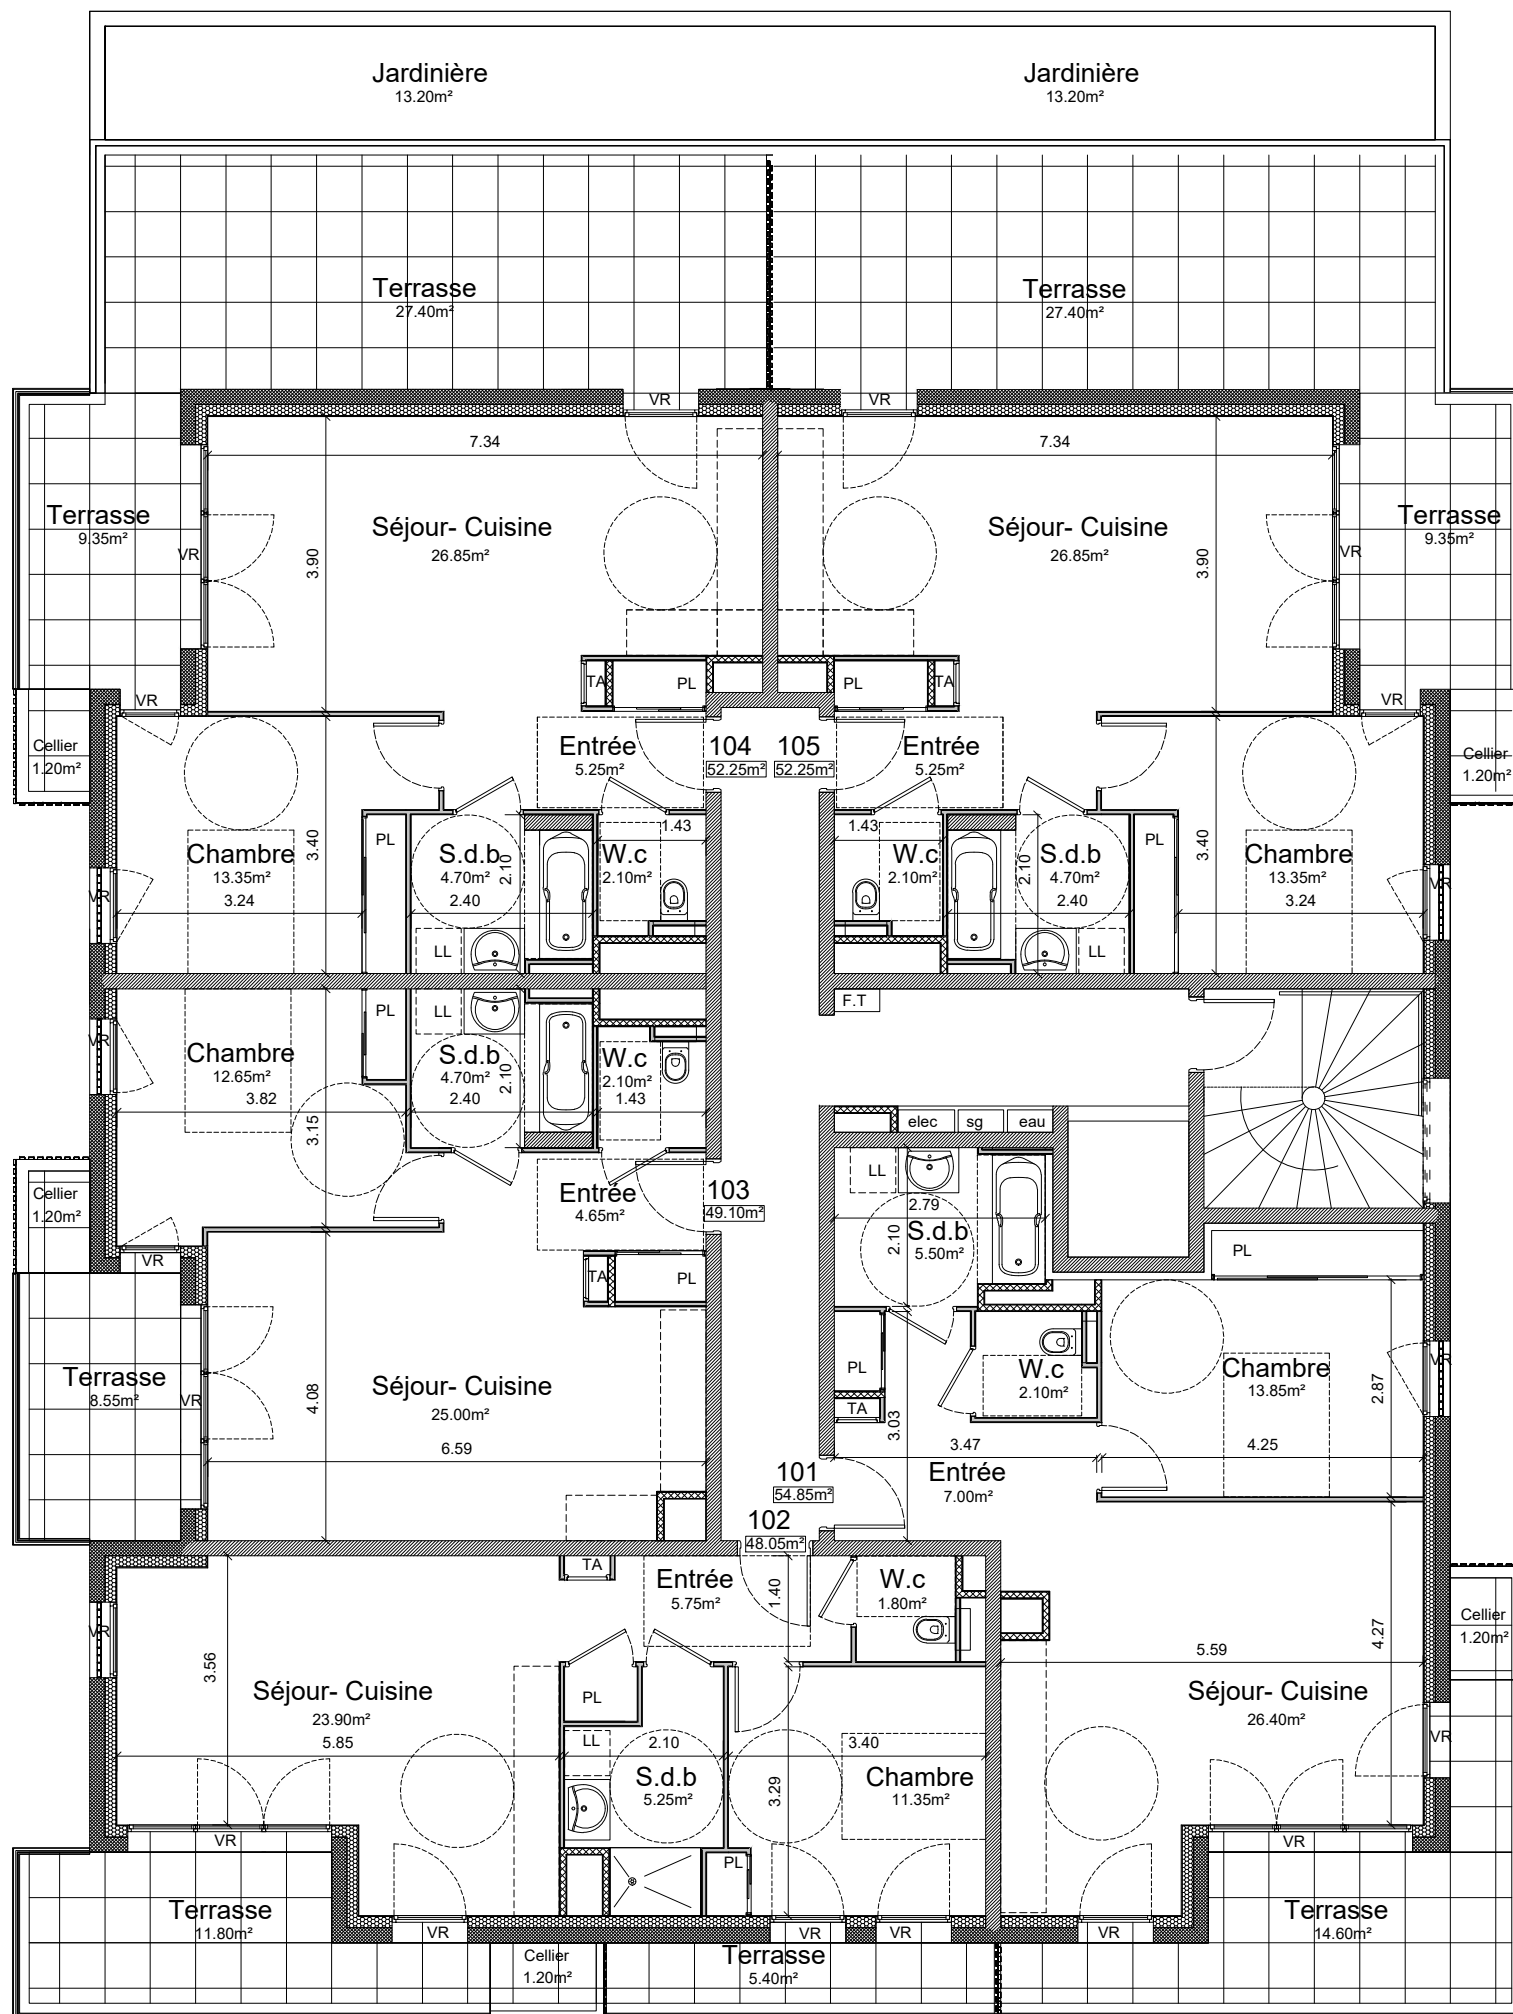 Jardinière
13.20m²
Jardinière
13.20m²
Terrasse
27.40m²
Terrasse
27.40m²
VR
VR
7.34
7.34
Terrasse
9.35m²
VR
Séjour- Cuisine
26.85m²
3.90
Séjour- Cuisine
26.85m²
3.90
Terrasse
9.35m²
VR
TA
PL
PL
TA
VR
VR
Cellier
1.20m²
Entrée
5.25m²
104
52.25m²
105
52.25m²
Entrée
5.25m²
Cellier
1.20m²
Chambre
13.35m²
3.24
3.40
PL
VR
S.d.b
4.70m²
2.40
2.10
LL
1.43
W.c
2.10m²
1.43
W.c
2.10m²
2.10
S.d.b
4.70m²
2.40
LL
PL
3.40
Chambre
13.35m²
3.24
VR
F.T
VR
Chambre
12.65m²
3.82
3.15
PL
LL
S.d.b
4.70m²
2.40
2.10
W.c
2.10m²
1.43
elec
sg
eau
LL
2.79
S.d.b
5.50m²
2.10
Cellier
1.20m²
VR
Entrée
4.65m²
103
49.10m²
TA
PL
PL
Terrasse
8.55m²
VR
4.08
Séjour- Cuisine
25.00m²
6.59
PL
TA
3.03
W.c
2.10m²
Chambre
13.85m²
2.87
VR
3.47
4.25
101
54.85m²
Entrée
7.00m²
102
48.05m²
TA
Entrée
5.75m²
1.40
W.c
1.80m²
VR
3.56
Séjour- Cuisine
23.90m²
5.85
PL
LL
2.10
S.d.b
5.25m²
3.40
3.29
Chambre
11.35m²
PL
5.59
4.27
Séjour- Cuisine
26.40m²
VR
Cellier
1.20m²
VR
VR
Terrasse
11.80m²
VR
VR
VR
VR
Terrasse
14.60m²
Cellier
1.20m²
Terrasse
5.40m²